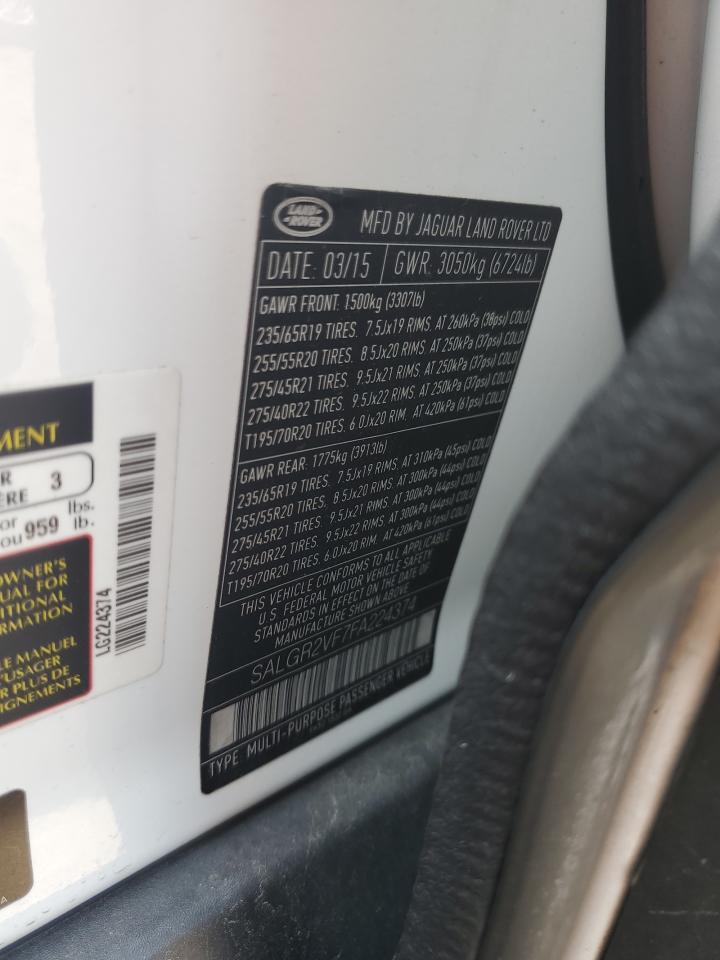 LAND
ROVER
MFD BY JAGUAR LAND ROVER LTD
DATE: 03/15 GWR: 3050kg (6724lb)
GAWR FRONT: 1500kg (3307lb)
235/65R19 TIRES. 7.5Jx19 RIMS. AT 260kPa (38psi) COLD
255/55R20 TIRES. 8.5Jx20 RIMS. AT 250kPa (37psi) COLD
275/45R21 TIRES. 9.5Jx21 RIMS. AT 250kPa (37psi) COLD
275/40R22 TIRES. 9.5Jx22 RIMS. AT 250kPa (37psi) COLD
T195/70R20 TIRES. 6.0Jx20 RIM. AT 420kPa (61psi) COLD
GAWR REAR: 1775kg (3913lb)
235/65R19 TIRES. 7.5Jx19 RIMS. AT 310kPa (45psi) COLD
255/55R20 TIRES. 8.5Jx20 RIMS. AT 300kPa (44psi) COLD
275/45R21 TIRES. 9.5Jx21 RIMS. AT 300kPa (44psi) COLD
275/40R22 TIRES. 9.5Jx22 RIMS. AT 300kPa (44psi) COLD
T195/70R20 TIRES. 6.0Jx20 RIM. AT 420kPa (61psi) COLD
THIS VEHICLE CONFORMS TO ALL APPLICABLE
U.S. FEDERAL MOTOR VEHICLE SAFETY
STANDARDS IN EFFECT ON THE DATE OF
MANUFACTURE SHOWN ABOVE.
SALGR2VF7FA224374
TYPE: MULTI-PURPOSE PASSENGER VEHICLE
MENT
R
ERE 3
or lbs.
ou 959 lb.
OWNER'S
UAL FOR
ITIONAL
RMATION
LE MANUEL
'USAGER
R PLUS DE
IGNEMENTS
LG224374